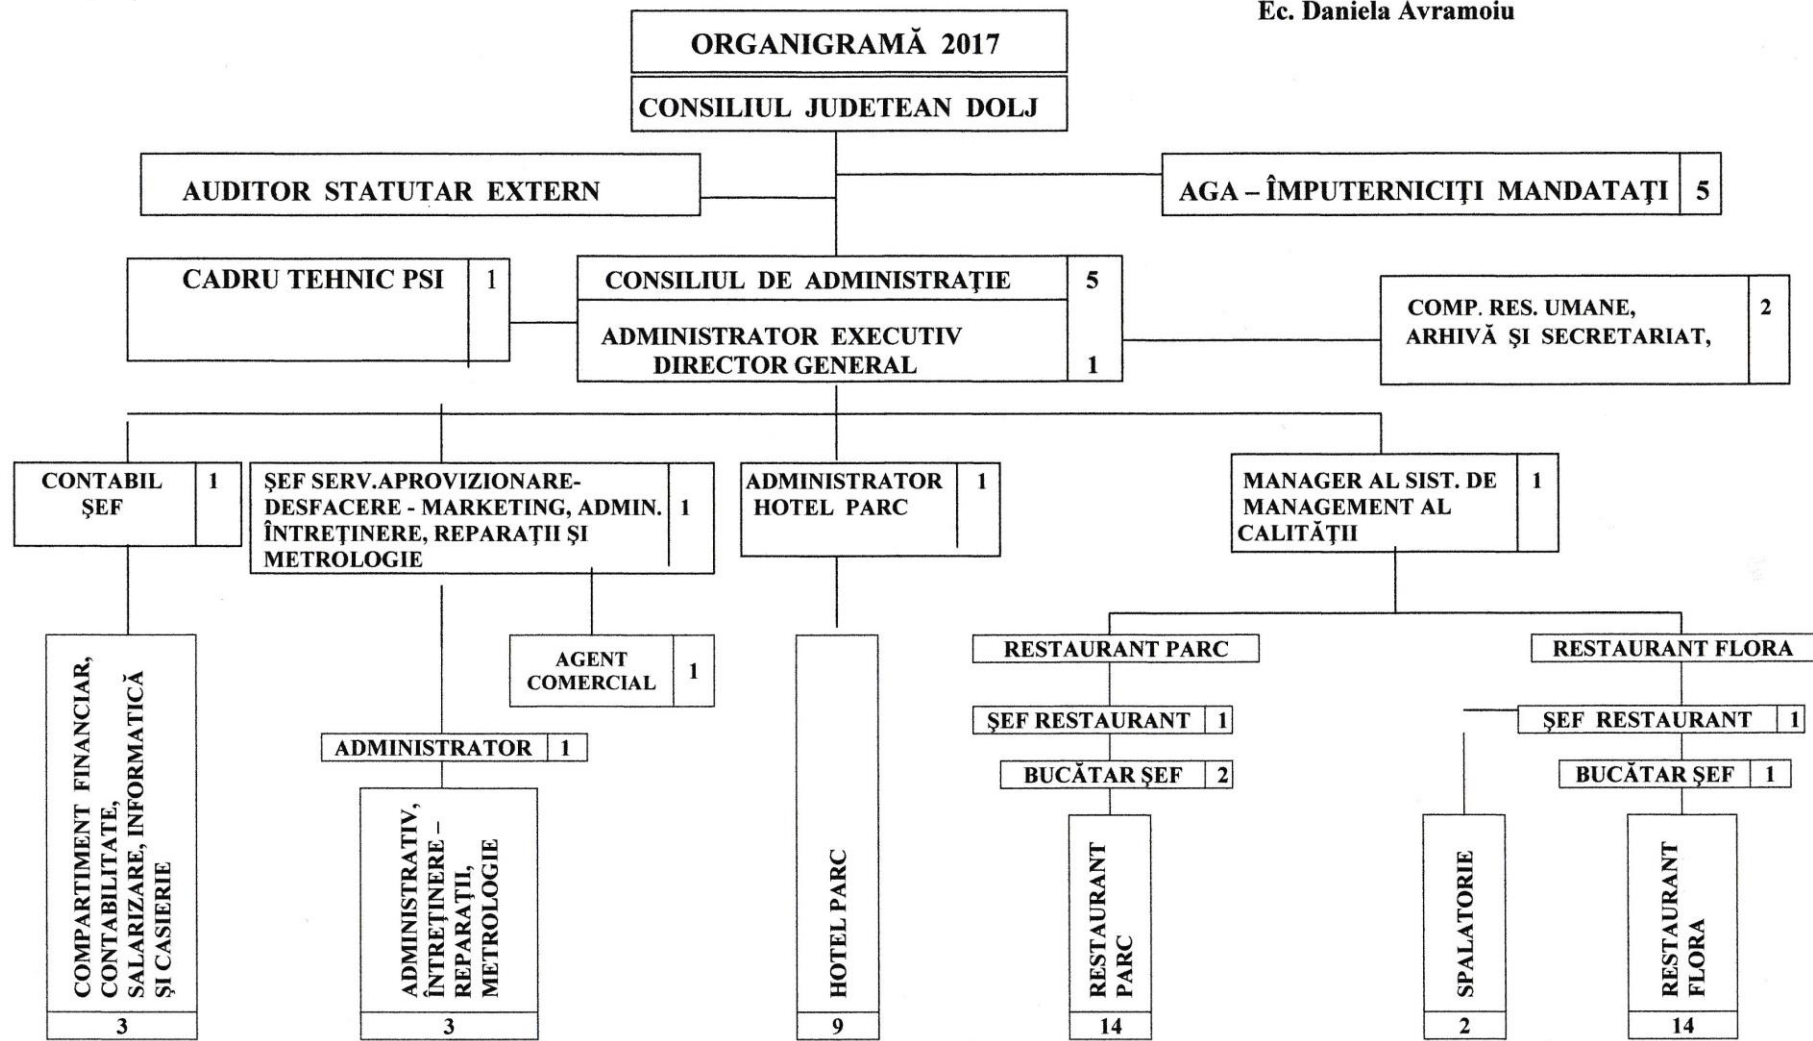 Ec. Daniela Avramoiu
ORGANIGRAMĂ 2017
CONSILIUL JUDETEAN DOLJ
AUDITOR STATUTAR EXTERN
AGA – ÎMPUTERNICIŢI MANDATAŢI 5
CADRU TEHNIC PSI 1
CONSILIUL DE ADMINISTRAŢIE 5
ADMINISTRATOR EXECUTIV
DIRECTOR GENERAL 1
COMP. RES. UMANE, 2
ARHIVĂ ŞI SECRETARIAT,
CONTABIL 1
ŞEF
ŞEF SERV.APROVIZIONARE-
DESFACERE - MARKETING, ADMIN. 1
ÎNTREŢINERE, REPARAŢII ŞI
METROLOGIE
ADMINISTRATOR 1
HOTEL PARC
MANAGER AL SIST. DE 1
MANAGEMENT AL
CALITĂŢII
AGENT
COMERCIAL 1
RESTAURANT PARC
RESTAURANT FLORA
ŞEF RESTAURANT 1
ŞEF RESTAURANT 1
ADMINISTRATOR 1
BUCĂTAR ŞEF 2
BUCĂTAR ŞEF 1
COMPARTIMENT FINANCIAR,
CONTABILITATE,
SALARIZARE, INFORMATICĂ
ŞI CASIERIE
3
ADMINISTRATIV,
ÎNTREŢINERE –
REPARAŢII,
METROLOGIE
3
HOTEL PARC
9
RESTAURANT
PARC
14
SPALATORIE
2
RESTAURANT
FLORA
14